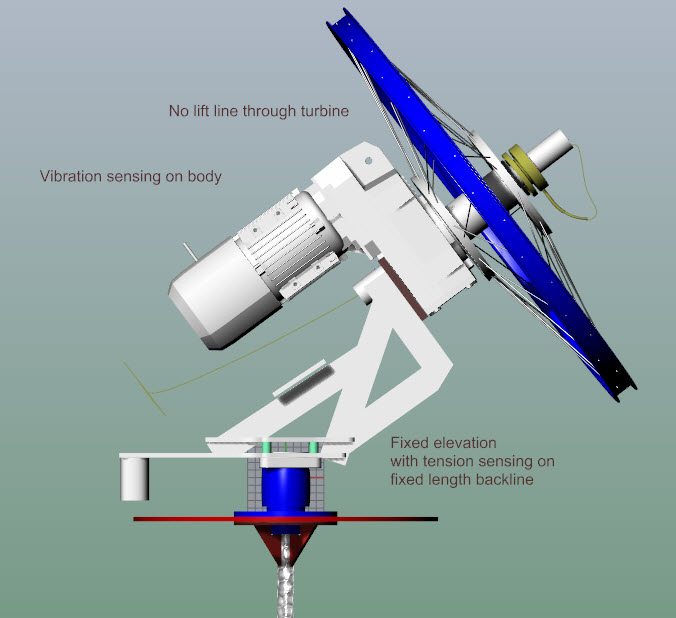 No lift line through turbine
Vibration sensing on body
Fixed elevation
with tension sensing on
fixed length backline